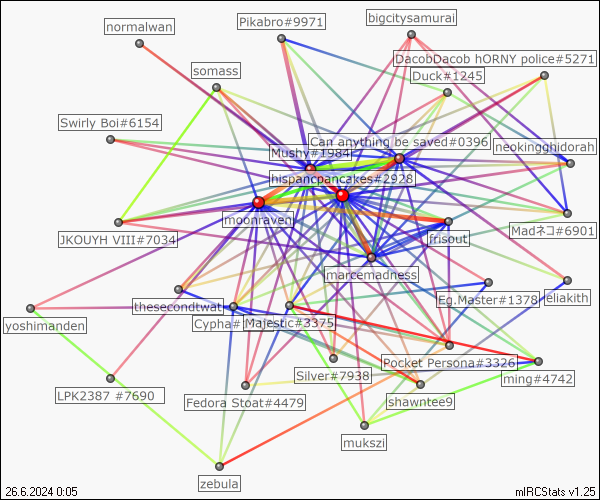 normalwan
Pikabro#9971
bigcitysamurai
DacobDacob hORNY police#5271
somass
Duck#1245
Swirly Boi#6154
Can anything be saved#0396
neokingghidorah
Mushy#1984
hispancpancakes#2928
moonraven
JKOUYH VIII#7034
frisout
Madネコ#6901
marcemadness
thesecondtwat
Eg.Master#1378
eliakith
yoshimanden
Cypha#
Majestic#3375
Pocket Persona#3326
Silver#7938
ming#4742
LPK2387 #7690
Fedora Stoat#4479
shawntee9
mukszi
zebula
26.6.2024 0:05
mIRCStats v1.25